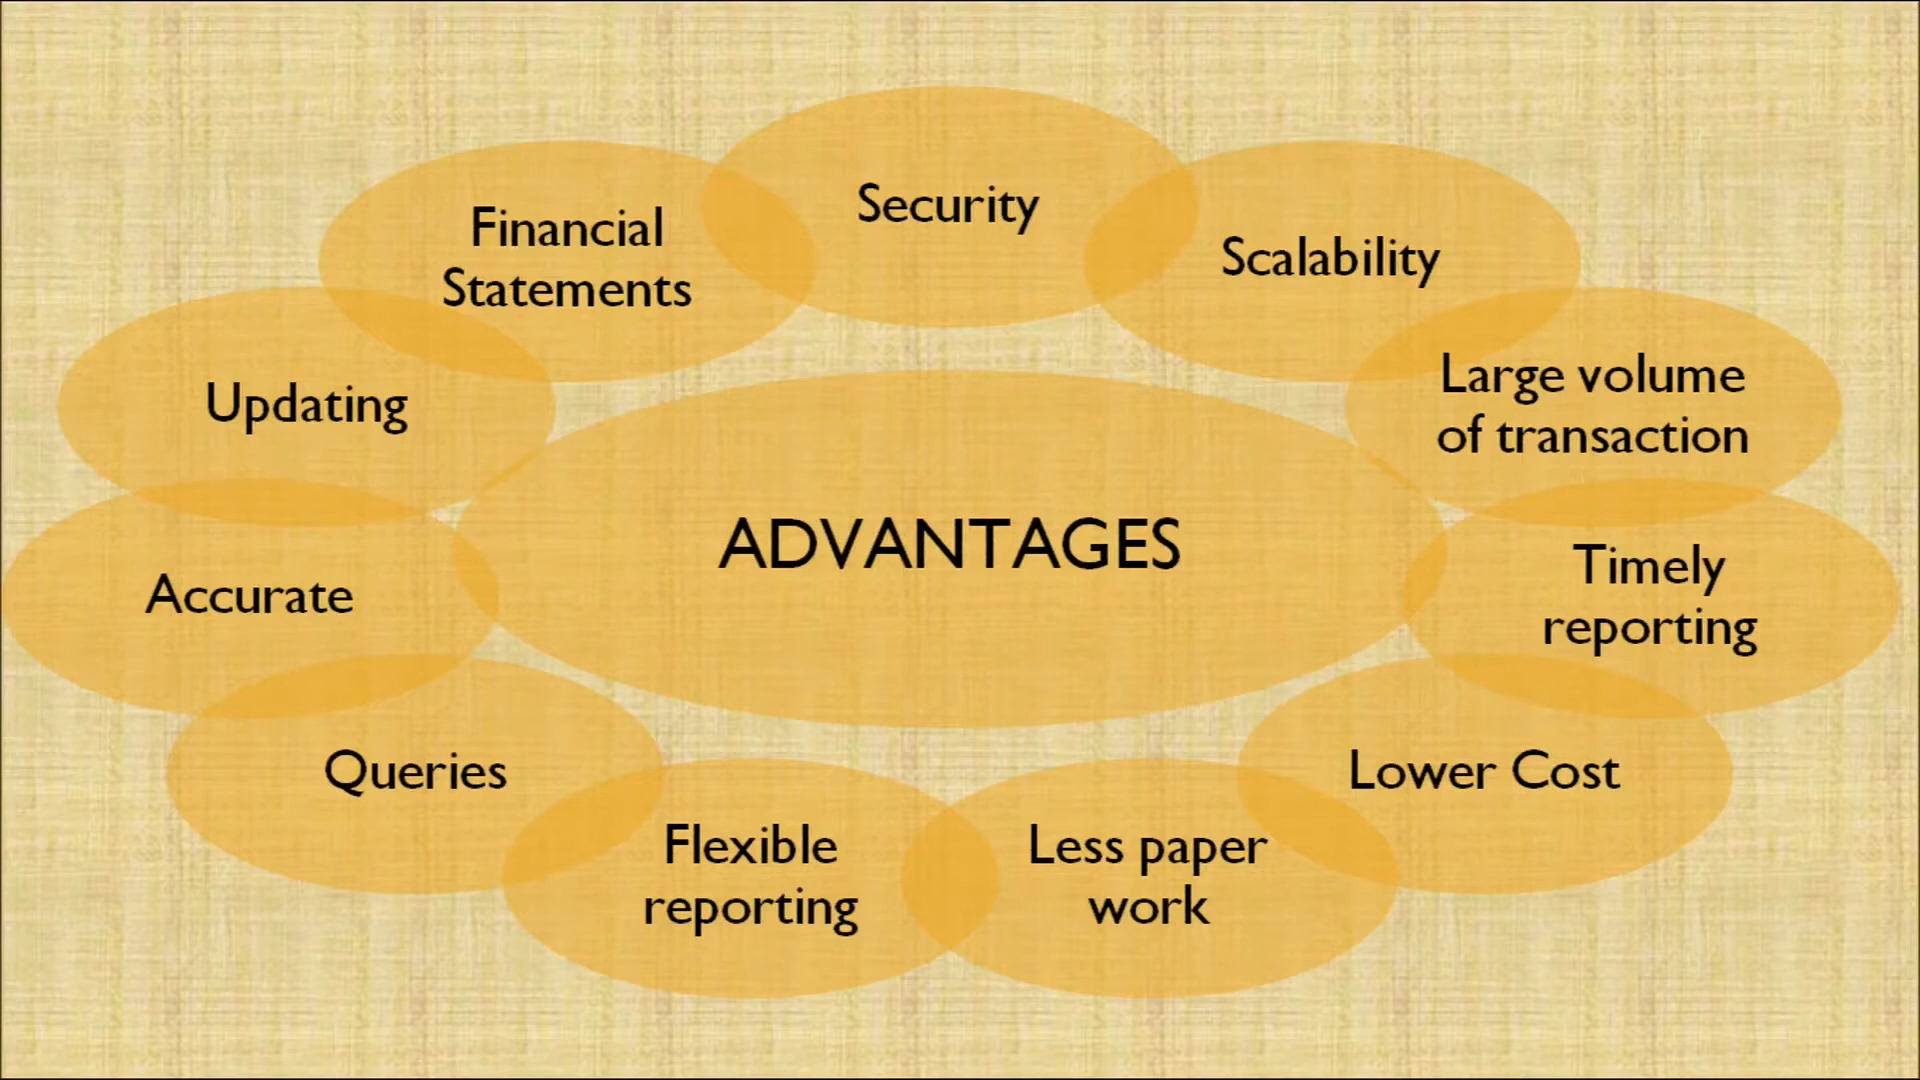 Security
Financial
Statements
Scalability
Updating
Large volume
of transaction
ADVANTAGES
Accurate
Timely
reporting
Queries
Lower Cost
Flexible
reporting
Less paper
work